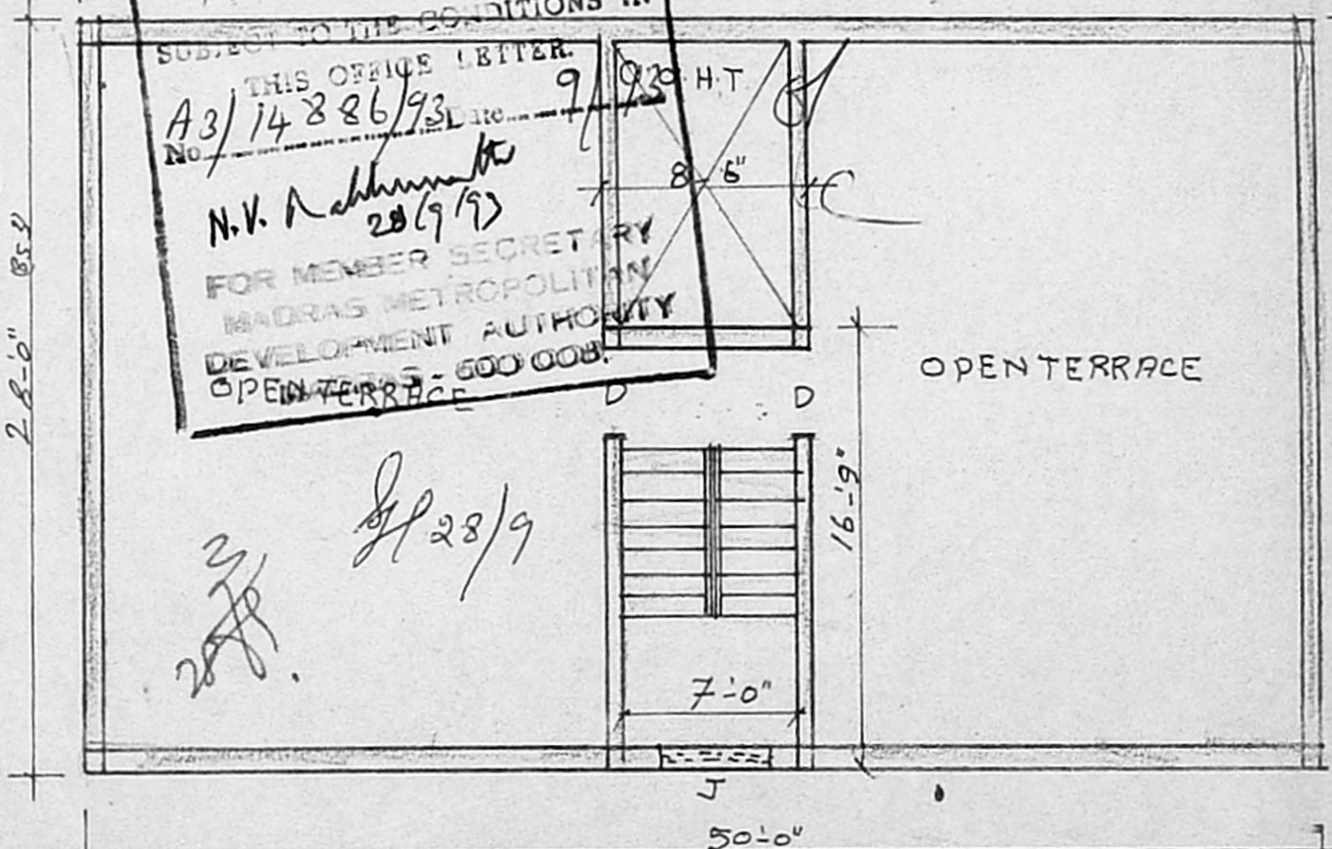 SUBJECT TO THE CONDITIONS IN
THIS OFFICE LETTER.
No. A3/14886/93 Date 9/93
N.V.
28/9/93
FOR MEMBER SECRETARY
MADRAS METROPOLITAN
DEVELOPMENT AUTHORITY
MADRAS - 600 008.
O.H.T.
8'-6"
28'-0"
OPEN TERRACE
OPEN TERRACE
D D
28/9
16'-9"
7'-0"
J
50'-0"